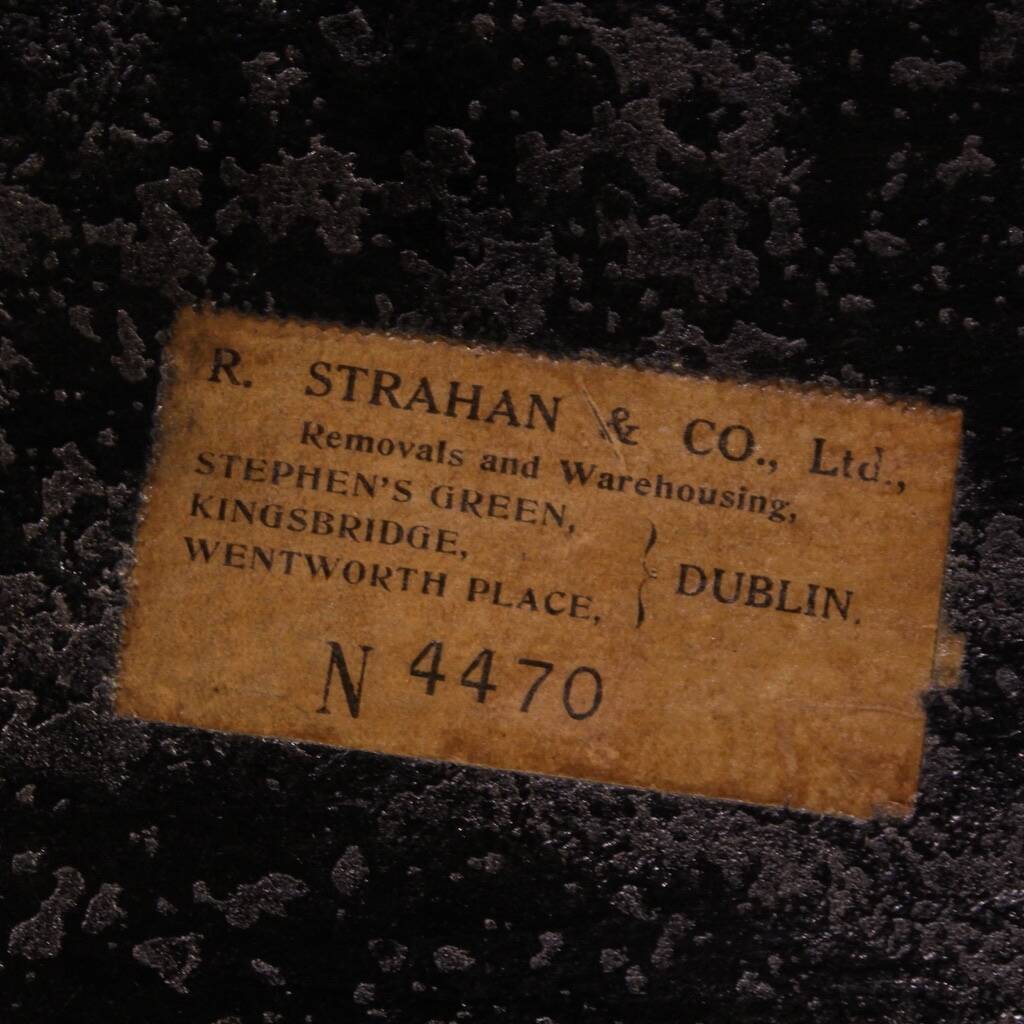 R. STRAHAN & CO., Ltd.,
Removals and Warehousing,
STEPHEN'S GREEN,
KINGSBRIDGE,
WENTWORTH PLACE,
DUBLIN.
N 4470